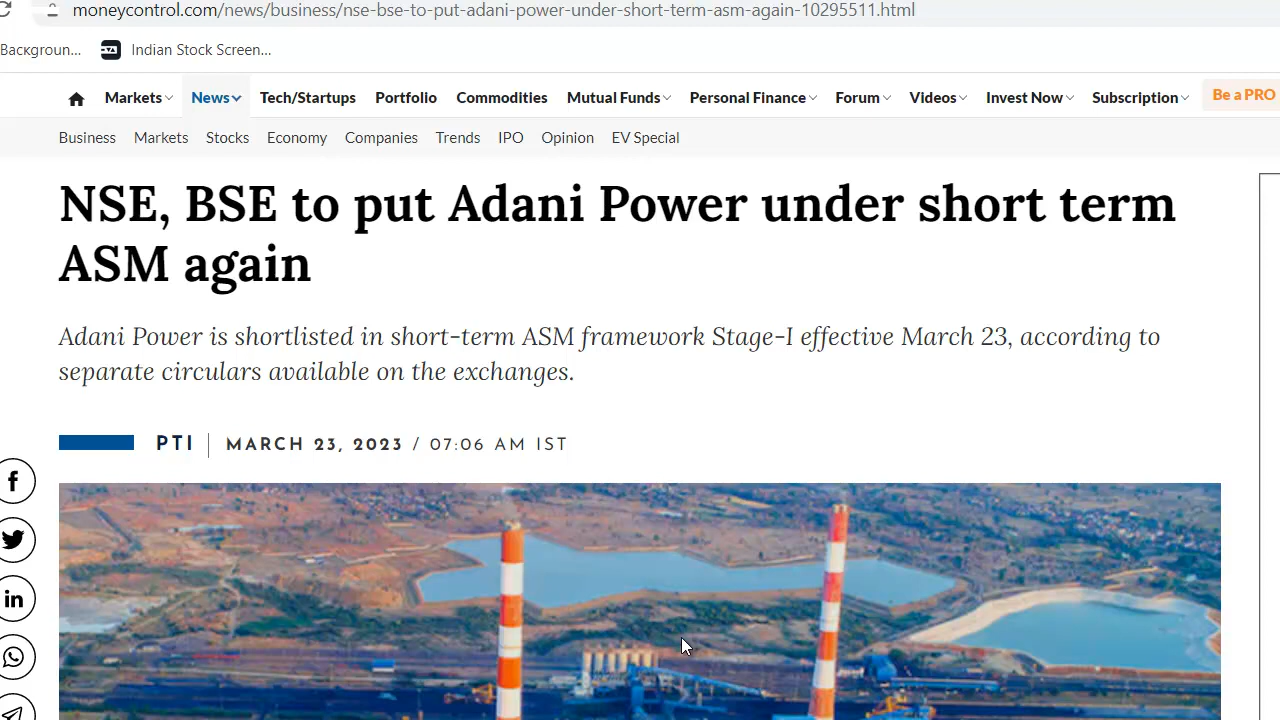 moneycontrol.com/news/business/nse-bse-to-put-adani-power-under-short-term-asm-again-10295511.html
Backgroun... Indian Stock Screen...
Markets News Tech/Startups Portfolio Commodities Mutual Funds Personal Finance Forum Videos Invest Now Subscription Be a PRO
Business Markets Stocks Economy Companies Trends IPO Opinion EV Special
NSE, BSE to put Adani Power under short term
ASM again
Adani Power is shortlisted in short-term ASM framework Stage-I effective March 23, according to
separate circulars available on the exchanges.
PTI MARCH 23, 2023 / 07:06 AM IST